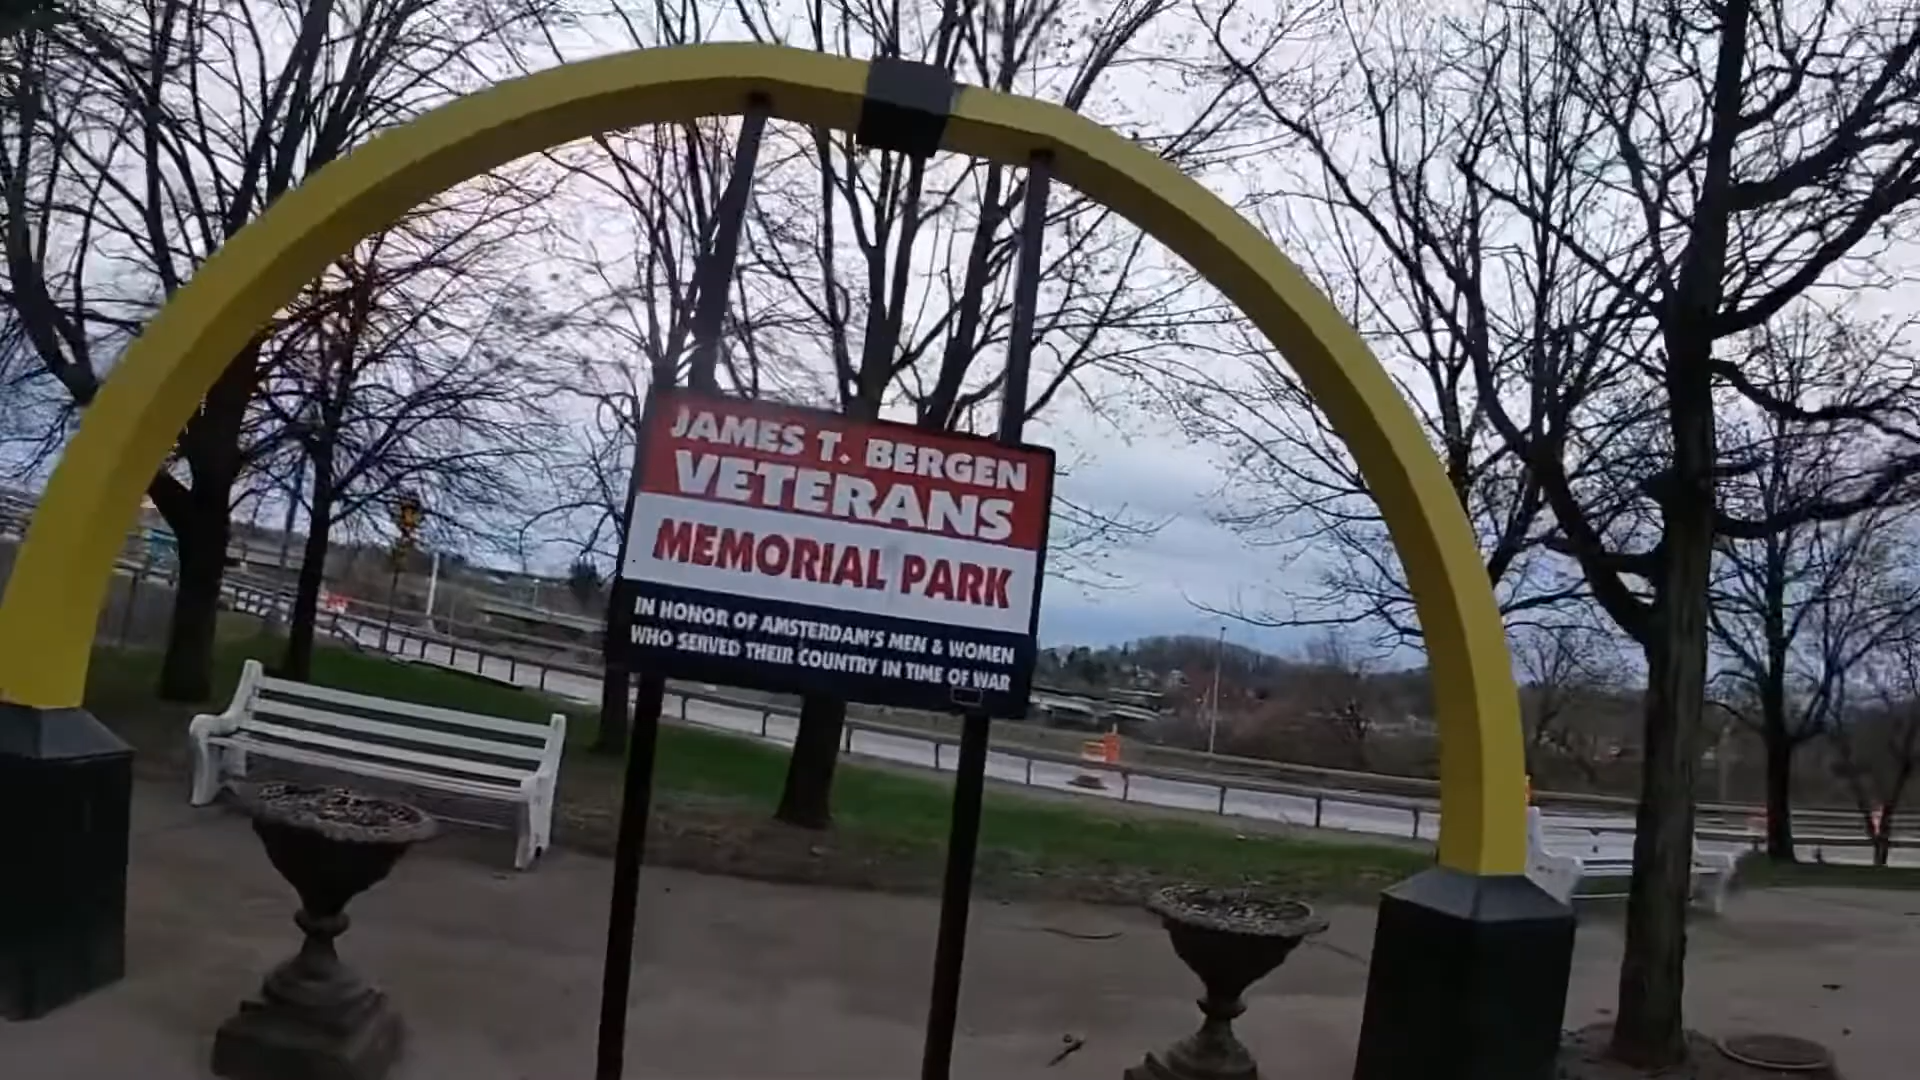 JAMES T. BERGEN
VETERANS
MEMORIAL PARK
IN HONOR OF AMSTERDAM'S MEN & WOMEN
WHO SERVED THEIR COUNTRY IN TIME OF WAR